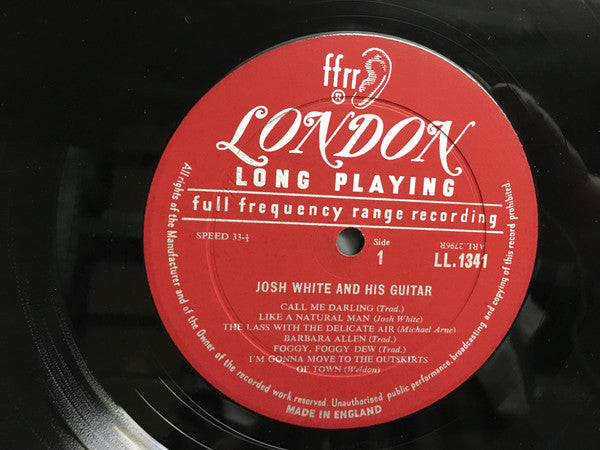 ffrr
®
LONDON
LONG PLAYING
full frequency range recording
SPEED 33-⅓
Side
1
ARL.2796R
LL.1341
JOSH WHITE AND HIS GUITAR
CALL ME DARLING (Trad.)
LIKE A NATURAL MAN (Josh White)
THE LASS WITH THE DELICATE AIR (Michael Arne)
BARBARA ALLEN (Trad.)
FOGGY, FOGGY DEW (Trad.)
I'M GONNA MOVE TO THE OUTSKIRTS
OF TOWN (Weldon)
All rights of the Manufacturer and of the Owner of the recorded work reserved. Unauthorised public performance, broadcasting and copying of this record prohibited.
MADE IN ENGLAND